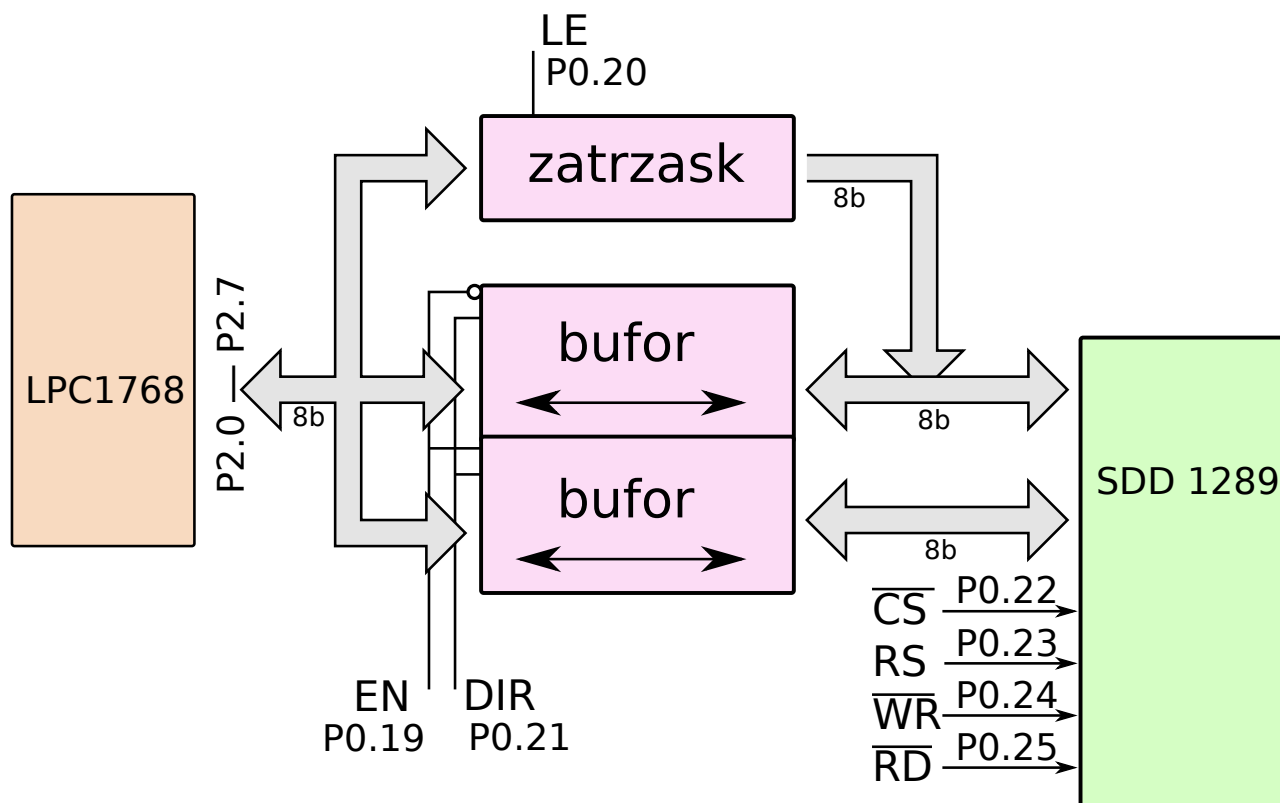 LE
P0.20
zatrzask
8b
LPC1768
P2.0 — P2.7
8b
bufor
8b
bufor
8b
SDD 1289
EN
P0.19
DIR
P0.21
CS P0.22
RS P0.23
WR P0.24
RD P0.25